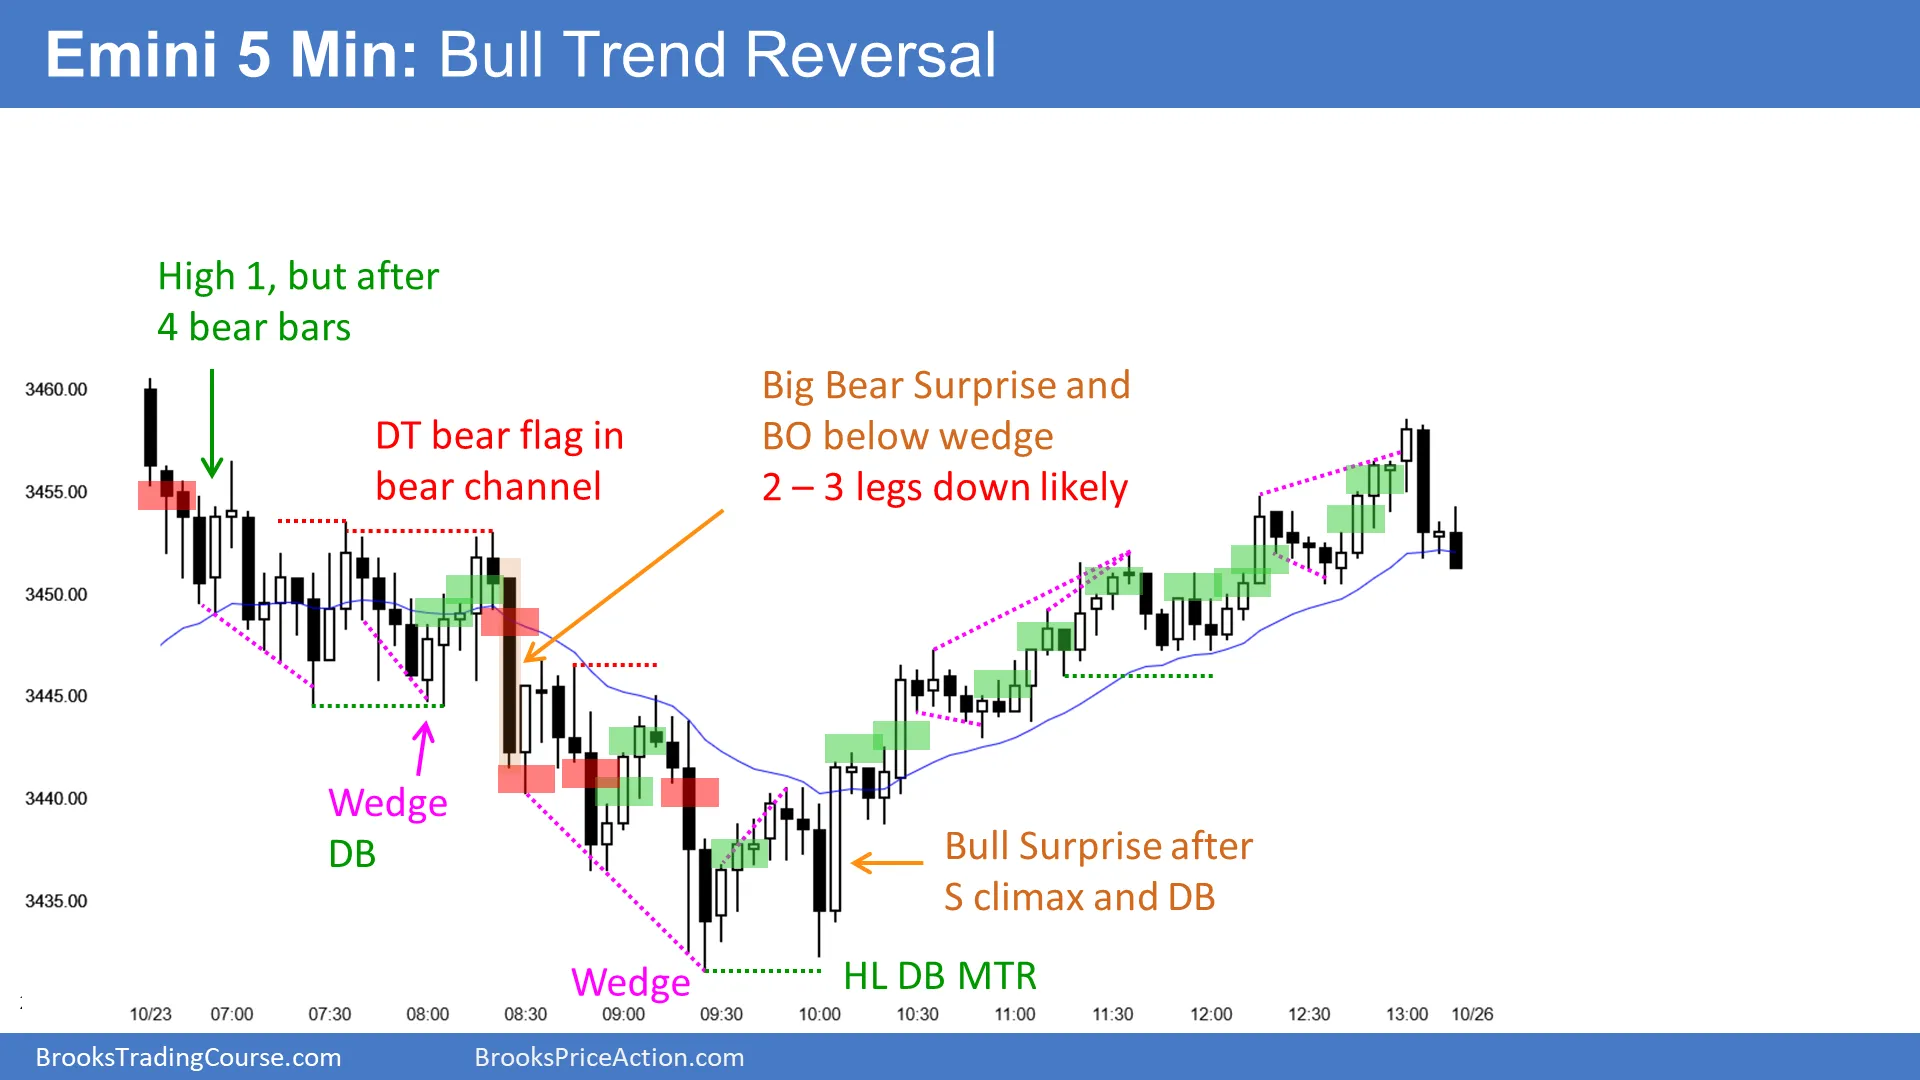 Emini 5 Min: Bull Trend Reversal
High 1, but after
4 bear bars
DT bear flag in
bear channel
Big Bear Surprise and
BO below wedge
2 – 3 legs down likely
3460.00
3455.00
3450.00
3445.00
3440.00
3435.00
Wedge
DB
Bull Surprise after
S climax and DB
Wedge
HL DB MTR
10/23 07:00 07:30 08:00 08:30 09:00 09:30 10:00 10:30 11:00 11:30 12:00 12:30 13:00 10/26
BrooksTradingCourse.com
BrooksPriceAction.com